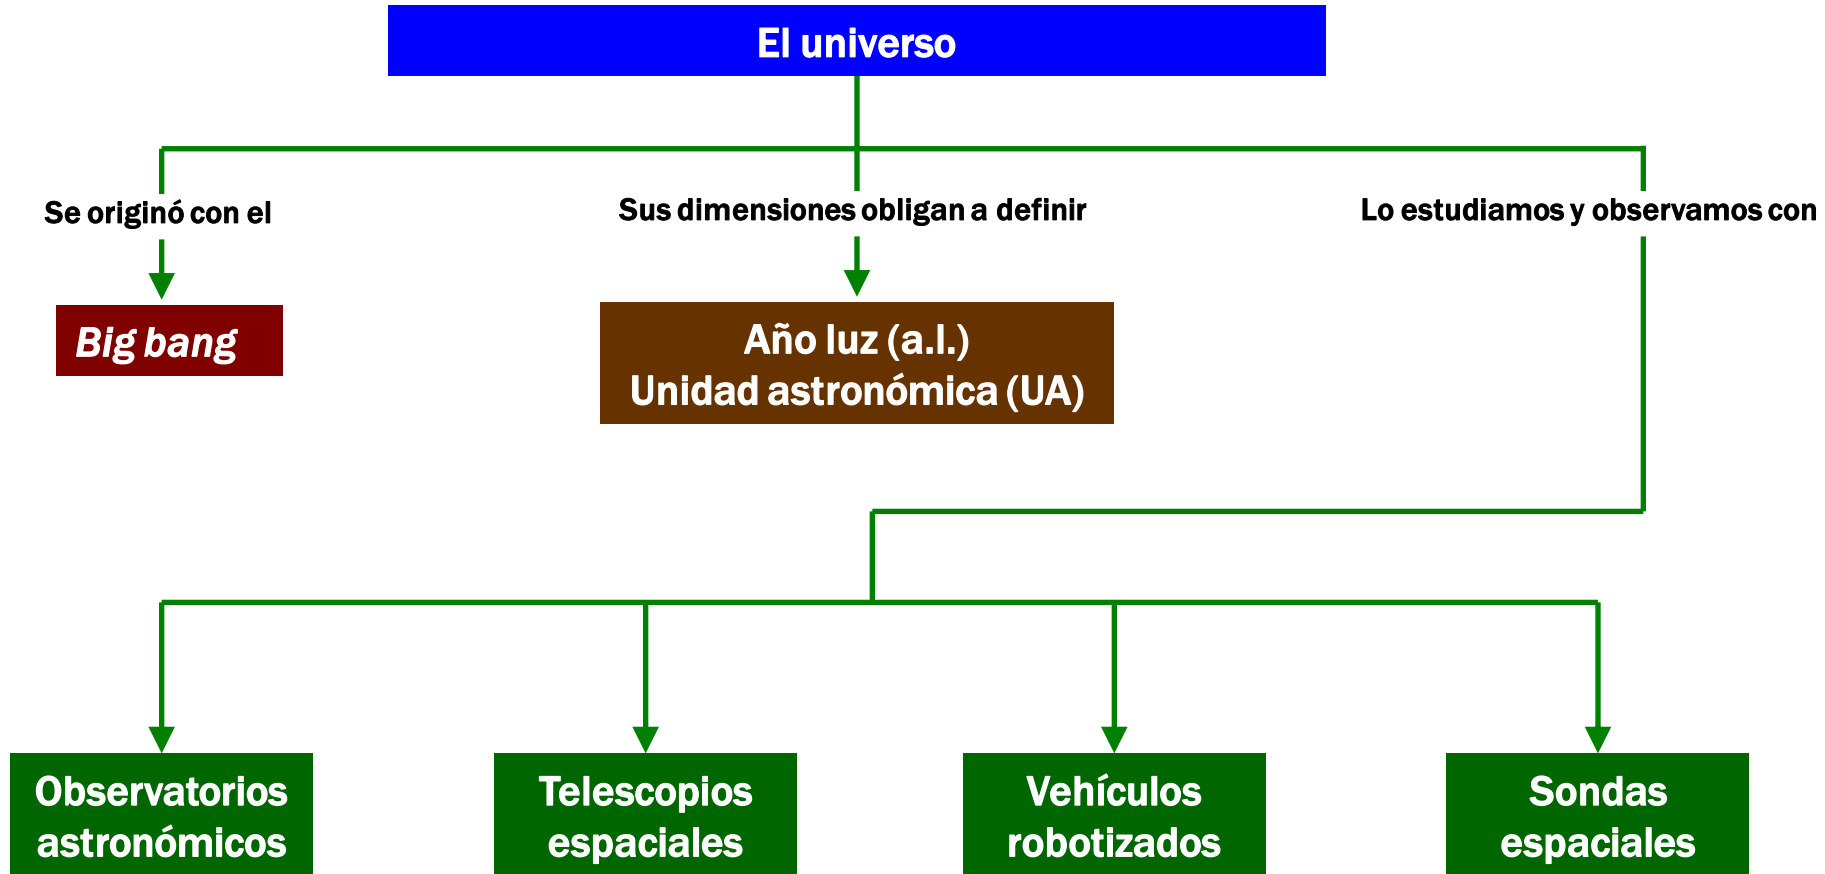 El universo
Se originó con el
Sus dimensiones obligan a definir
Lo estudiamos y observamos con
Big bang
Año luz (a.l.)
Unidad astronómica (UA)
Observatorios
astronómicos
Telescopios
espaciales
Vehículos
robotizados
Sondas
espaciales